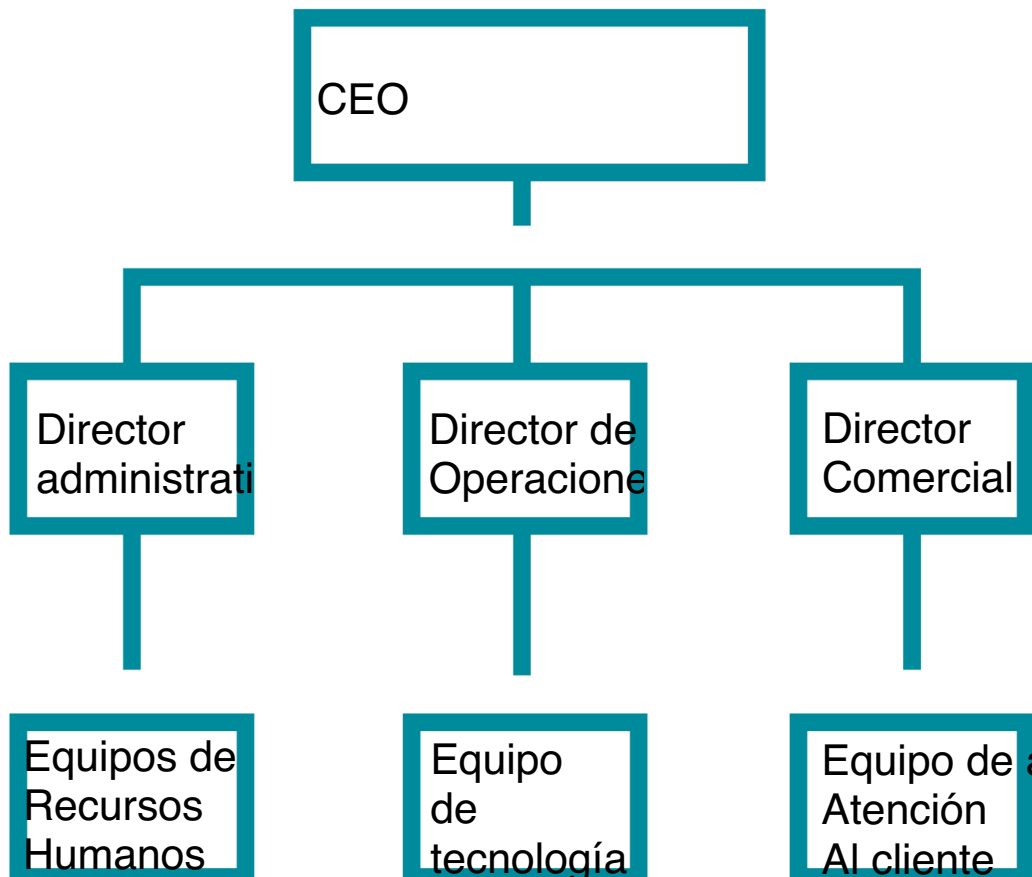 CEO
Director
administrati
Director de
Operacione
Director
Comercial
Equipos de
Recursos
Humanos
Equipo
de
tecnología
Equipo de a
Atención
Al cliente